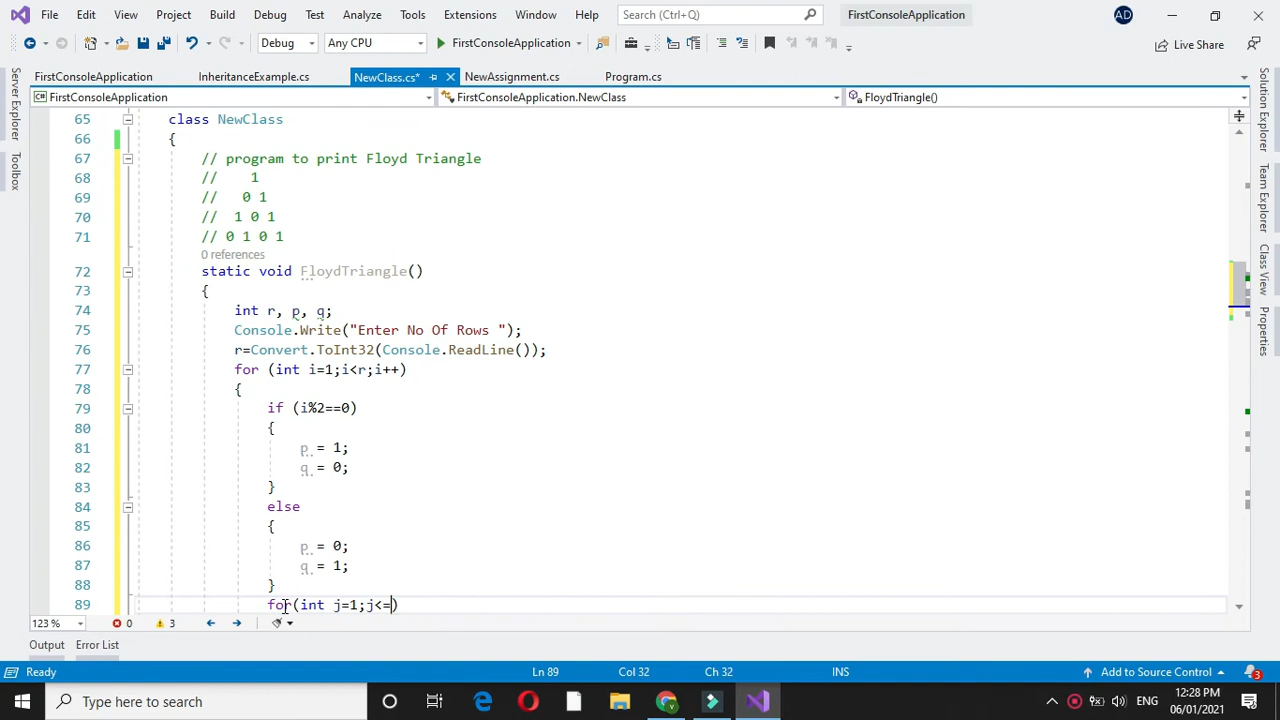 File Edit View Project Build Debug Test Analyze Tools Extensions Window Help Search (Ctrl+Q) FirstConsoleApplication AD
Debug Any CPU FirstConsoleApplication Live Share
FirstConsoleApplication InheritanceExample.cs NewClass.cs* NewAssignment.cs Program.cs
FirstConsoleApplication FirstConsoleApplication.NewClass FloydTriangle()
Server Explorer
Toolbox
65 class NewClass
66 {
67 // program to print Floyd Triangle
68 // 1
69 // 0 1
70 // 1 0 1
71 // 0 1 0 1
0 references
72 static void FloydTriangle()
73 {
74 int r, p, q;
75 Console.Write("Enter No Of Rows ");
76 r=Convert.ToInt32(Console.ReadLine());
77 for (int i=1;i<r;i++)
78 {
79 if (i%2==0)
80 {
81 p = 1;
82 q = 0;
83 }
84 else
85 {
86 p = 0;
87 q = 1;
88 }
89 for(int j=1;j<=)
Solution Explorer
Team Explorer
Class View
Properties
123 % 0 3
Output Error List
Ready Ln 89 Col 32 Ch 32 INS Add to Source Control 3
Type here to search ENG 12:28 PM
06/01/2021